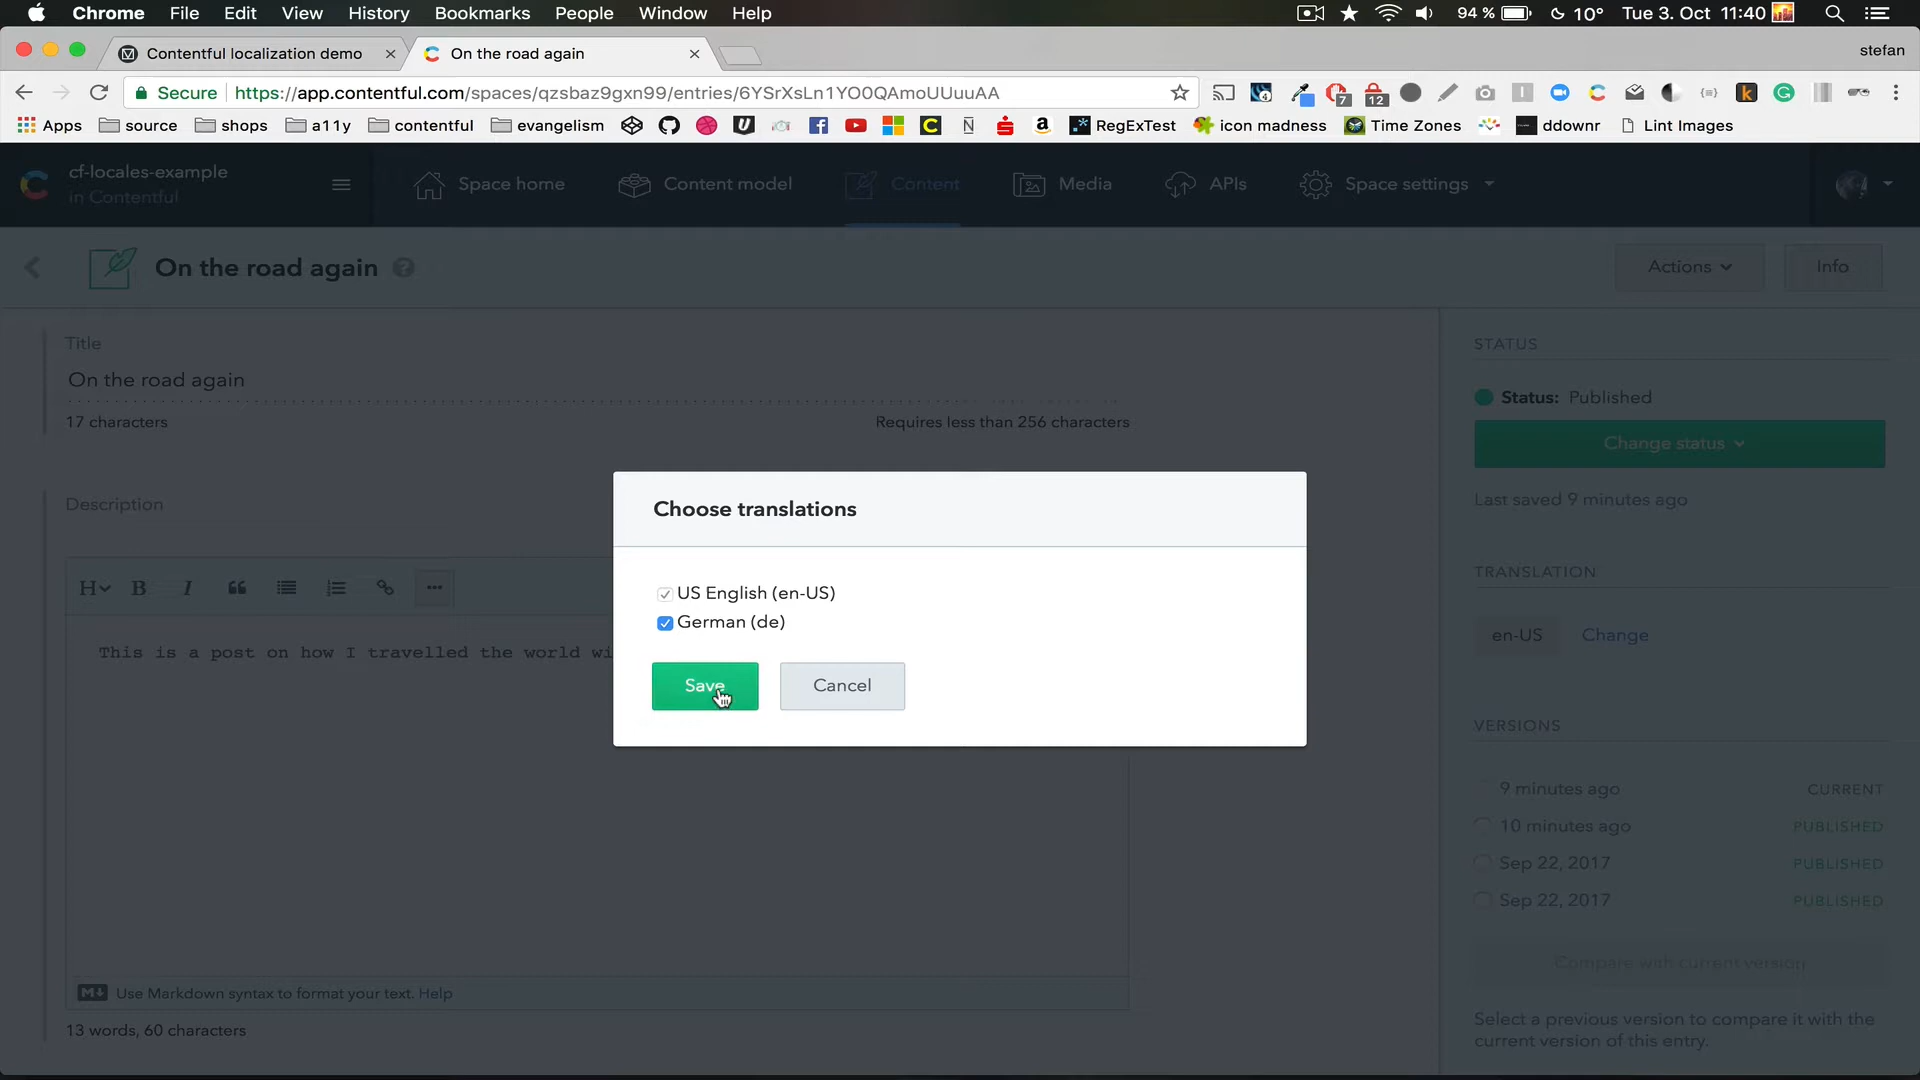 Chrome File Edit View History Bookmarks People Window Help 94 % 10° Tue 3. Oct 11:40
Contentful localization demo On the road again stefan
Secure https://app.contentful.com/spaces/qzsbaz9gxn99/entries/6YSrXsLn1YO0QAmoUUuuAA 7 12 4
Apps source shops a11y contentful evangelism RegExTest icon madness Time Zones ddownr Lint Images
cf-locales-example
in Contentful
Space home Content model Content Media APIs Space settings
On the road again ? Actions Info
Title
On the road again
17 characters Requires less than 256 characters
Description
H B I
This is a post on how I travelled the world wi
M Use Markdown syntax to format your text. Help
13 words, 60 characters
Choose translations
US English (en-US)
German (de)
Save Cancel
STATUS
Status: Published
Change status
Last saved 9 minutes ago
TRANSLATION
en-US Change
VERSIONS
9 minutes ago CURRENT
10 minutes ago PUBLISHED
Sep 22, 2017 PUBLISHED
Sep 22, 2017 PUBLISHED
Compare with current version
Select a previous version to compare it with the
current version of this entry.